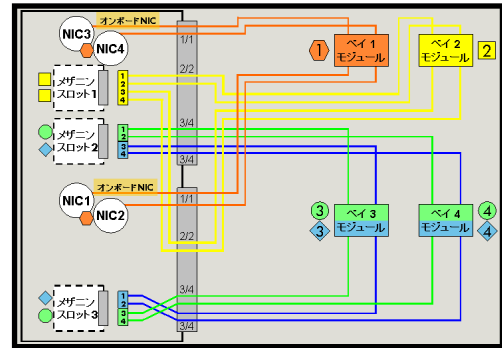 オンボードNIC
NIC3
NIC4
1/1
1
ベイ 1
モジュール
ベイ 2
モジュール
2
2/2
メザニン
スロット1
1
2
3
4
メザニン
スロット2
1
2
3
4
3/4
3/4
オンボードNIC
NIC1
NIC2
1/1
2/2
3
3
ベイ 3
モジュール
ベイ 4
モジュール
4
4
メザニン
スロット3
1
2
3
4
3/4
3/4